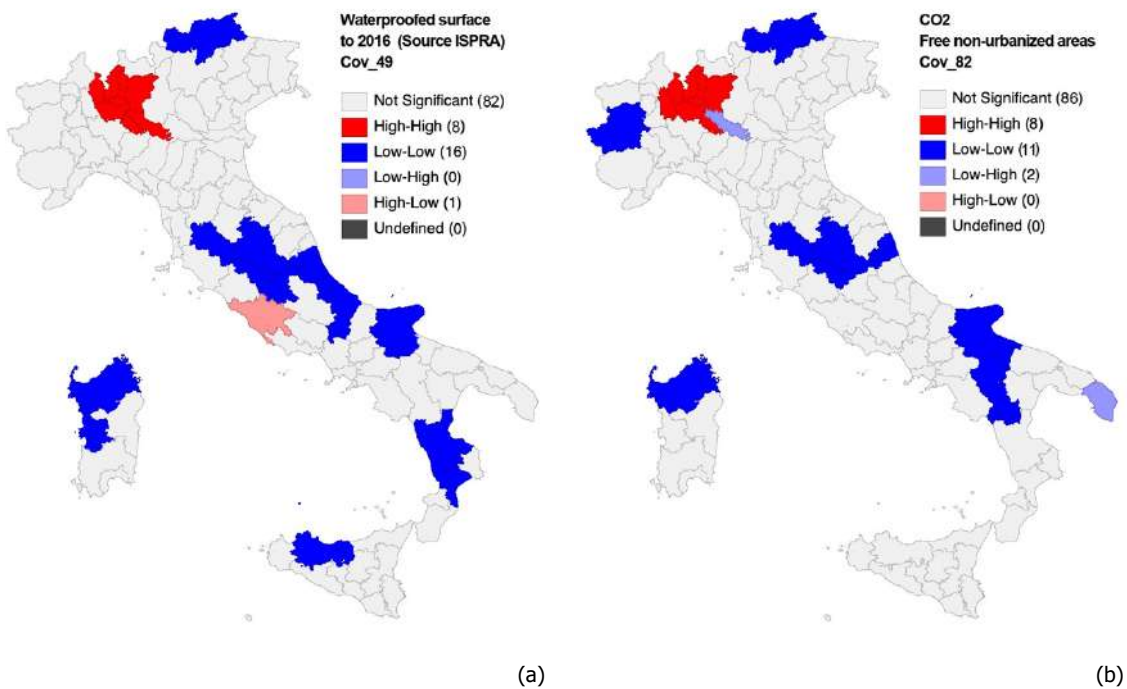 Waterproofed surface
to 2016 (Source ISPRA)
Cov_49
Not Significant (82)
High-High (8)
Low-Low (16)
Low-High (0)
High-Low (1)
Undefined (0)
(a)
CO2
Free non-urbanized areas
Cov_82
Not Significant (86)
High-High (8)
Low-Low (11)
Low-High (2)
High-Low (0)
Undefined (0)
(b)